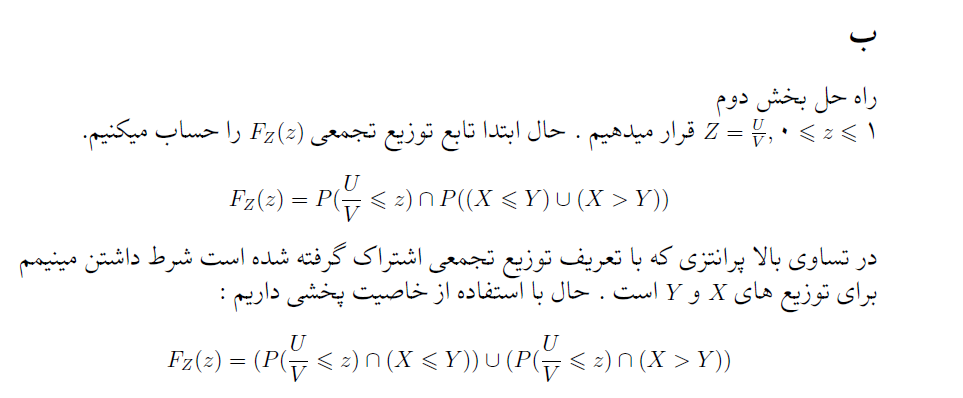 ب
راه حل بخش دوم
Z = U/V, ۰ ⩽ z ⩽ ۱ قرار میدهیم . حال ابتدا تابع توزیع تجمعی F_Z(z) را حساب میکنیم.
F_Z(z) = P(U/V ⩽ z) ∩ P((X ⩽ Y) ∪ (X > Y))
در تساوی بالا پرانتزی که با تعریف توزیع تجمعی اشتراک گرفته شده است شرط داشتن مینیمم
برای توزیع های X و Y است . حال با استفاده از خاصیت پخشی داریم :
F_Z(z) = (P(U/V ⩽ z) ∩ (X ⩽ Y)) ∪ (P(U/V ⩽ z) ∩ (X > Y))